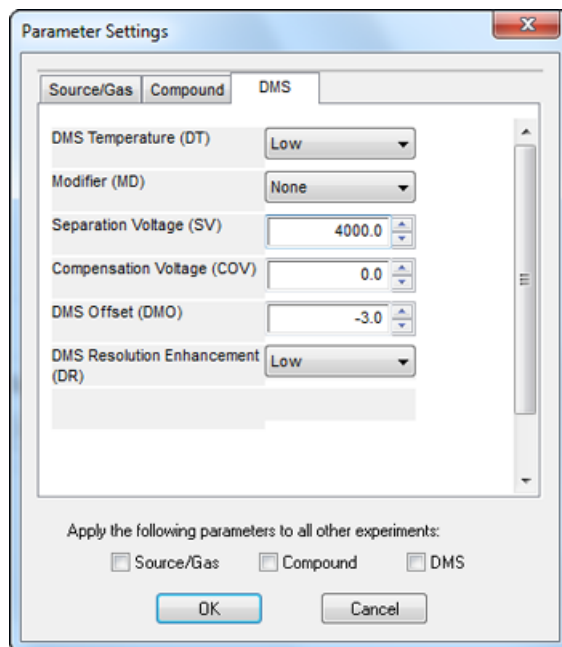 Parameter Settings
Source/Gas Compound DMS
DMS Temperature (DT) Low
Modifier (MD) None
Separation Voltage (SV) 4000.0
Compensation Voltage (COV) 0.0
DMS Offset (DMO) -3.0
DMS Resolution Enhancement Low
(DR)
Apply the following parameters to all other experiments:
Source/Gas Compound DMS
OK Cancel